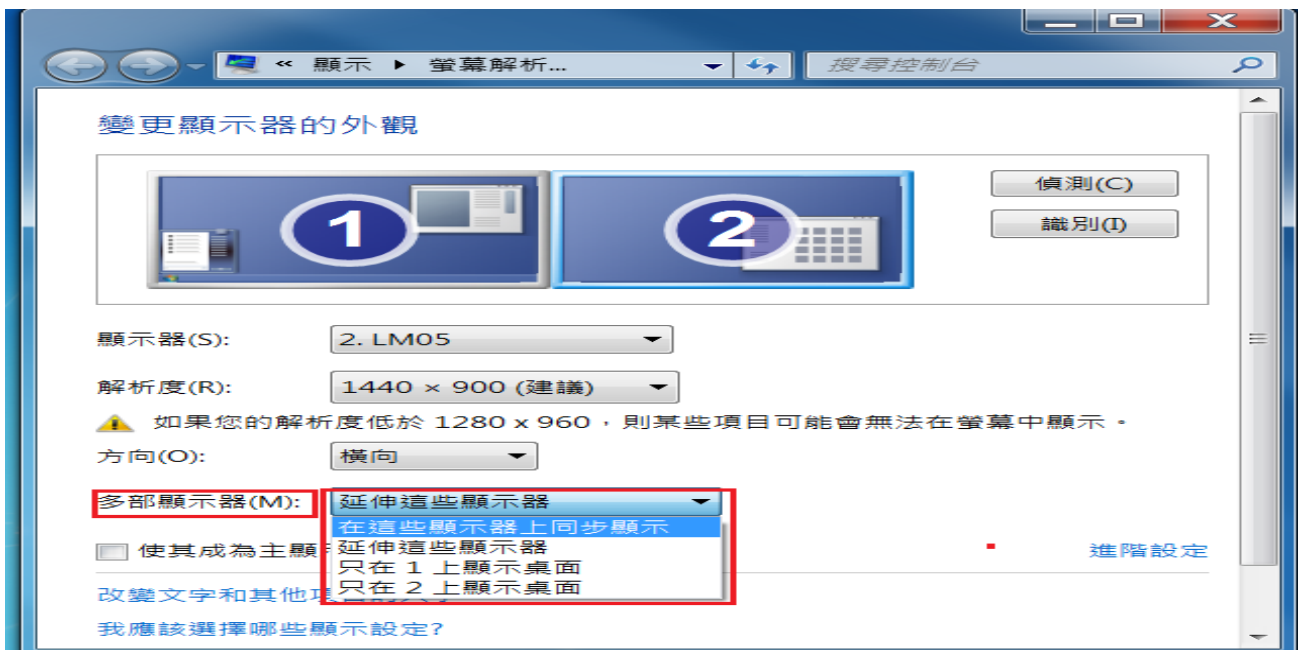 « 顯示 ▶ 螢幕解析... 搜尋控制台
變更顯示器的外觀
1 2
偵測(C)
識別(I)
顯示器(S): 2. LM05
解析度(R): 1440 × 900 (建議)
如果您的解析度低於 1280 x 960，則某些項目可能會無法在螢幕中顯示。
方向(O): 橫向
多部顯示器(M): 延伸這些顯示器
在這些顯示器上同步顯示
延伸這些顯示器
只在 1 上顯示桌面
只在 2 上顯示桌面
使其成為主顯
進階設定
改變文字和其他
我應該選擇哪些顯示設定?